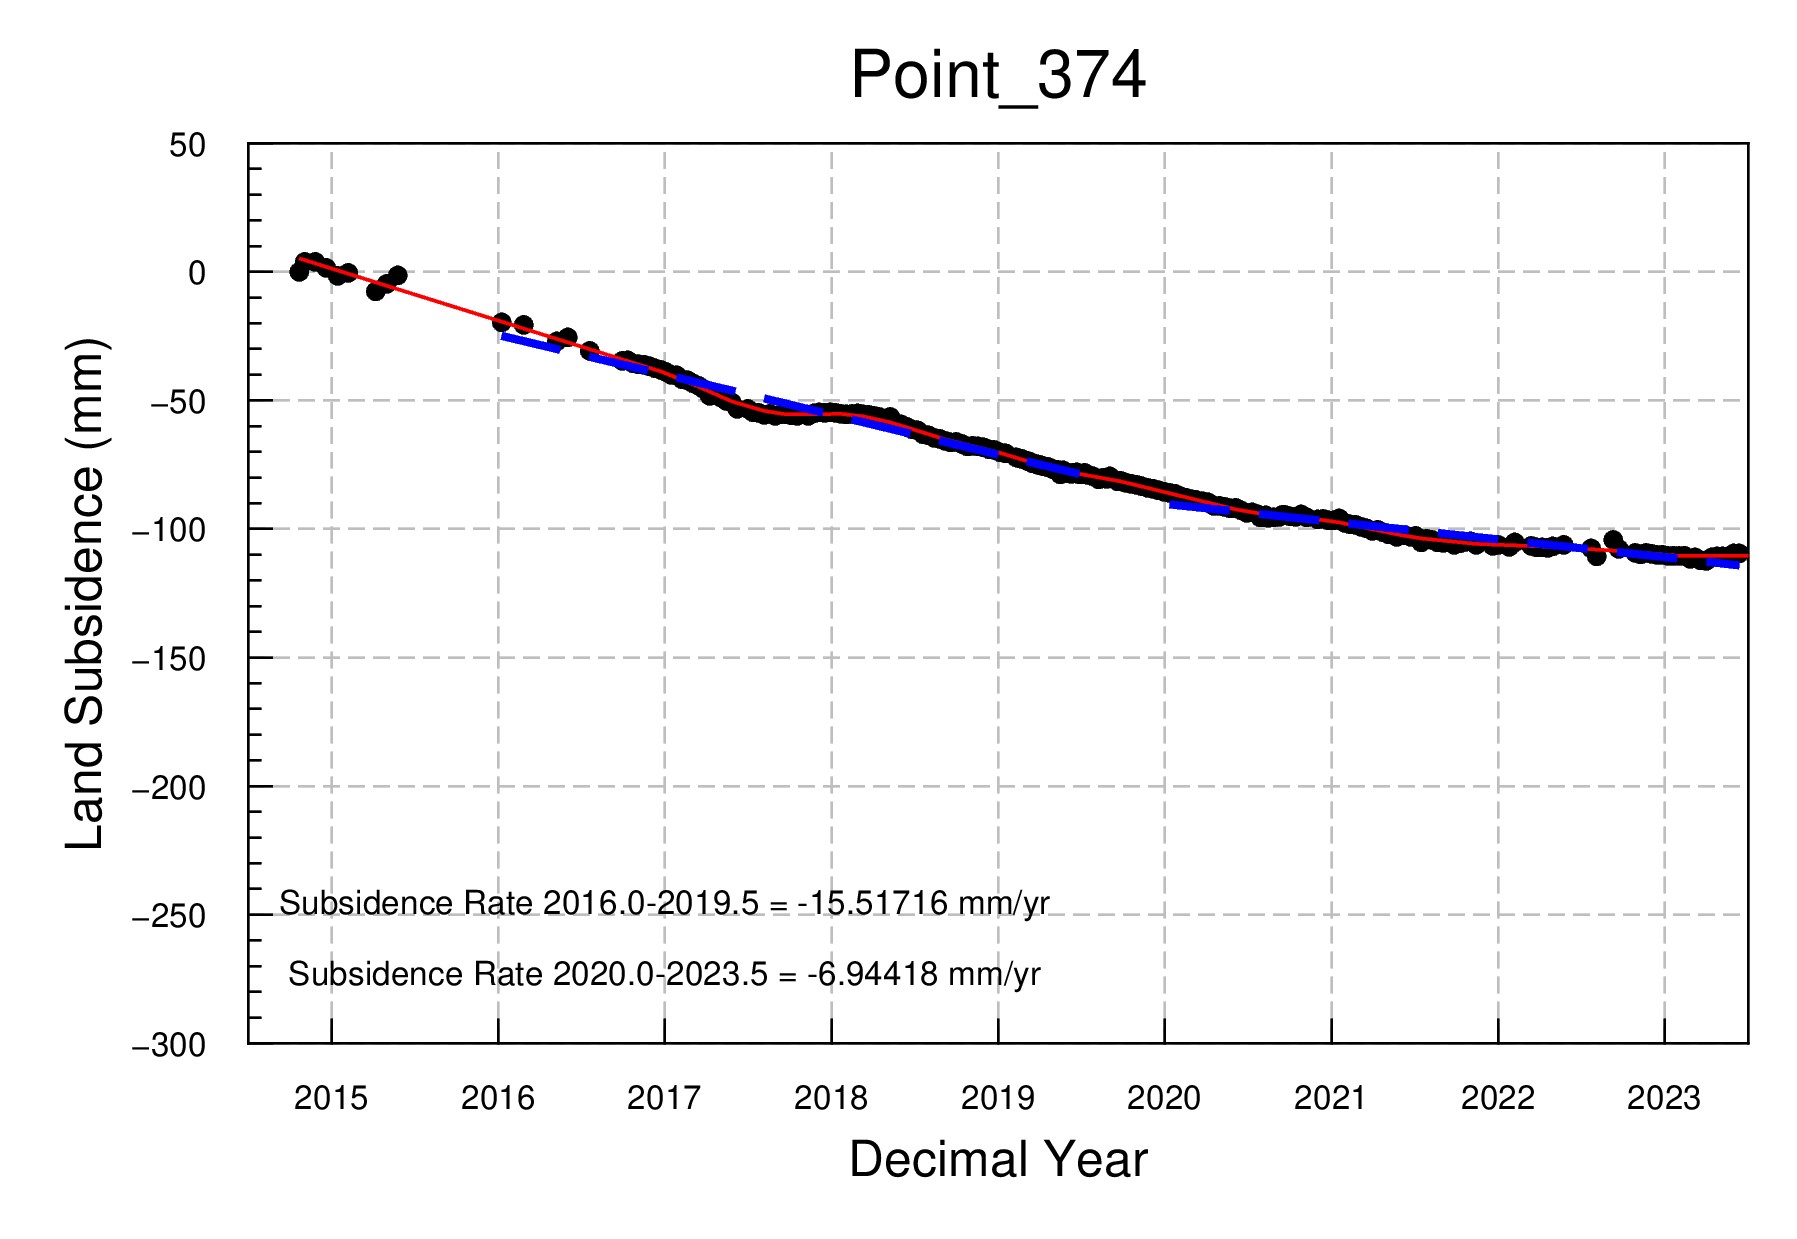 Point_374
50
0
−50
−100
−150
−200
−250
−300
Land Subsidence (mm)
Subsidence Rate 2016.0-2019.5 = -15.51716 mm/yr
Subsidence Rate 2020.0-2023.5 = -6.94418 mm/yr
2015 2016 2017 2018 2019 2020 2021 2022 2023
Decimal Year